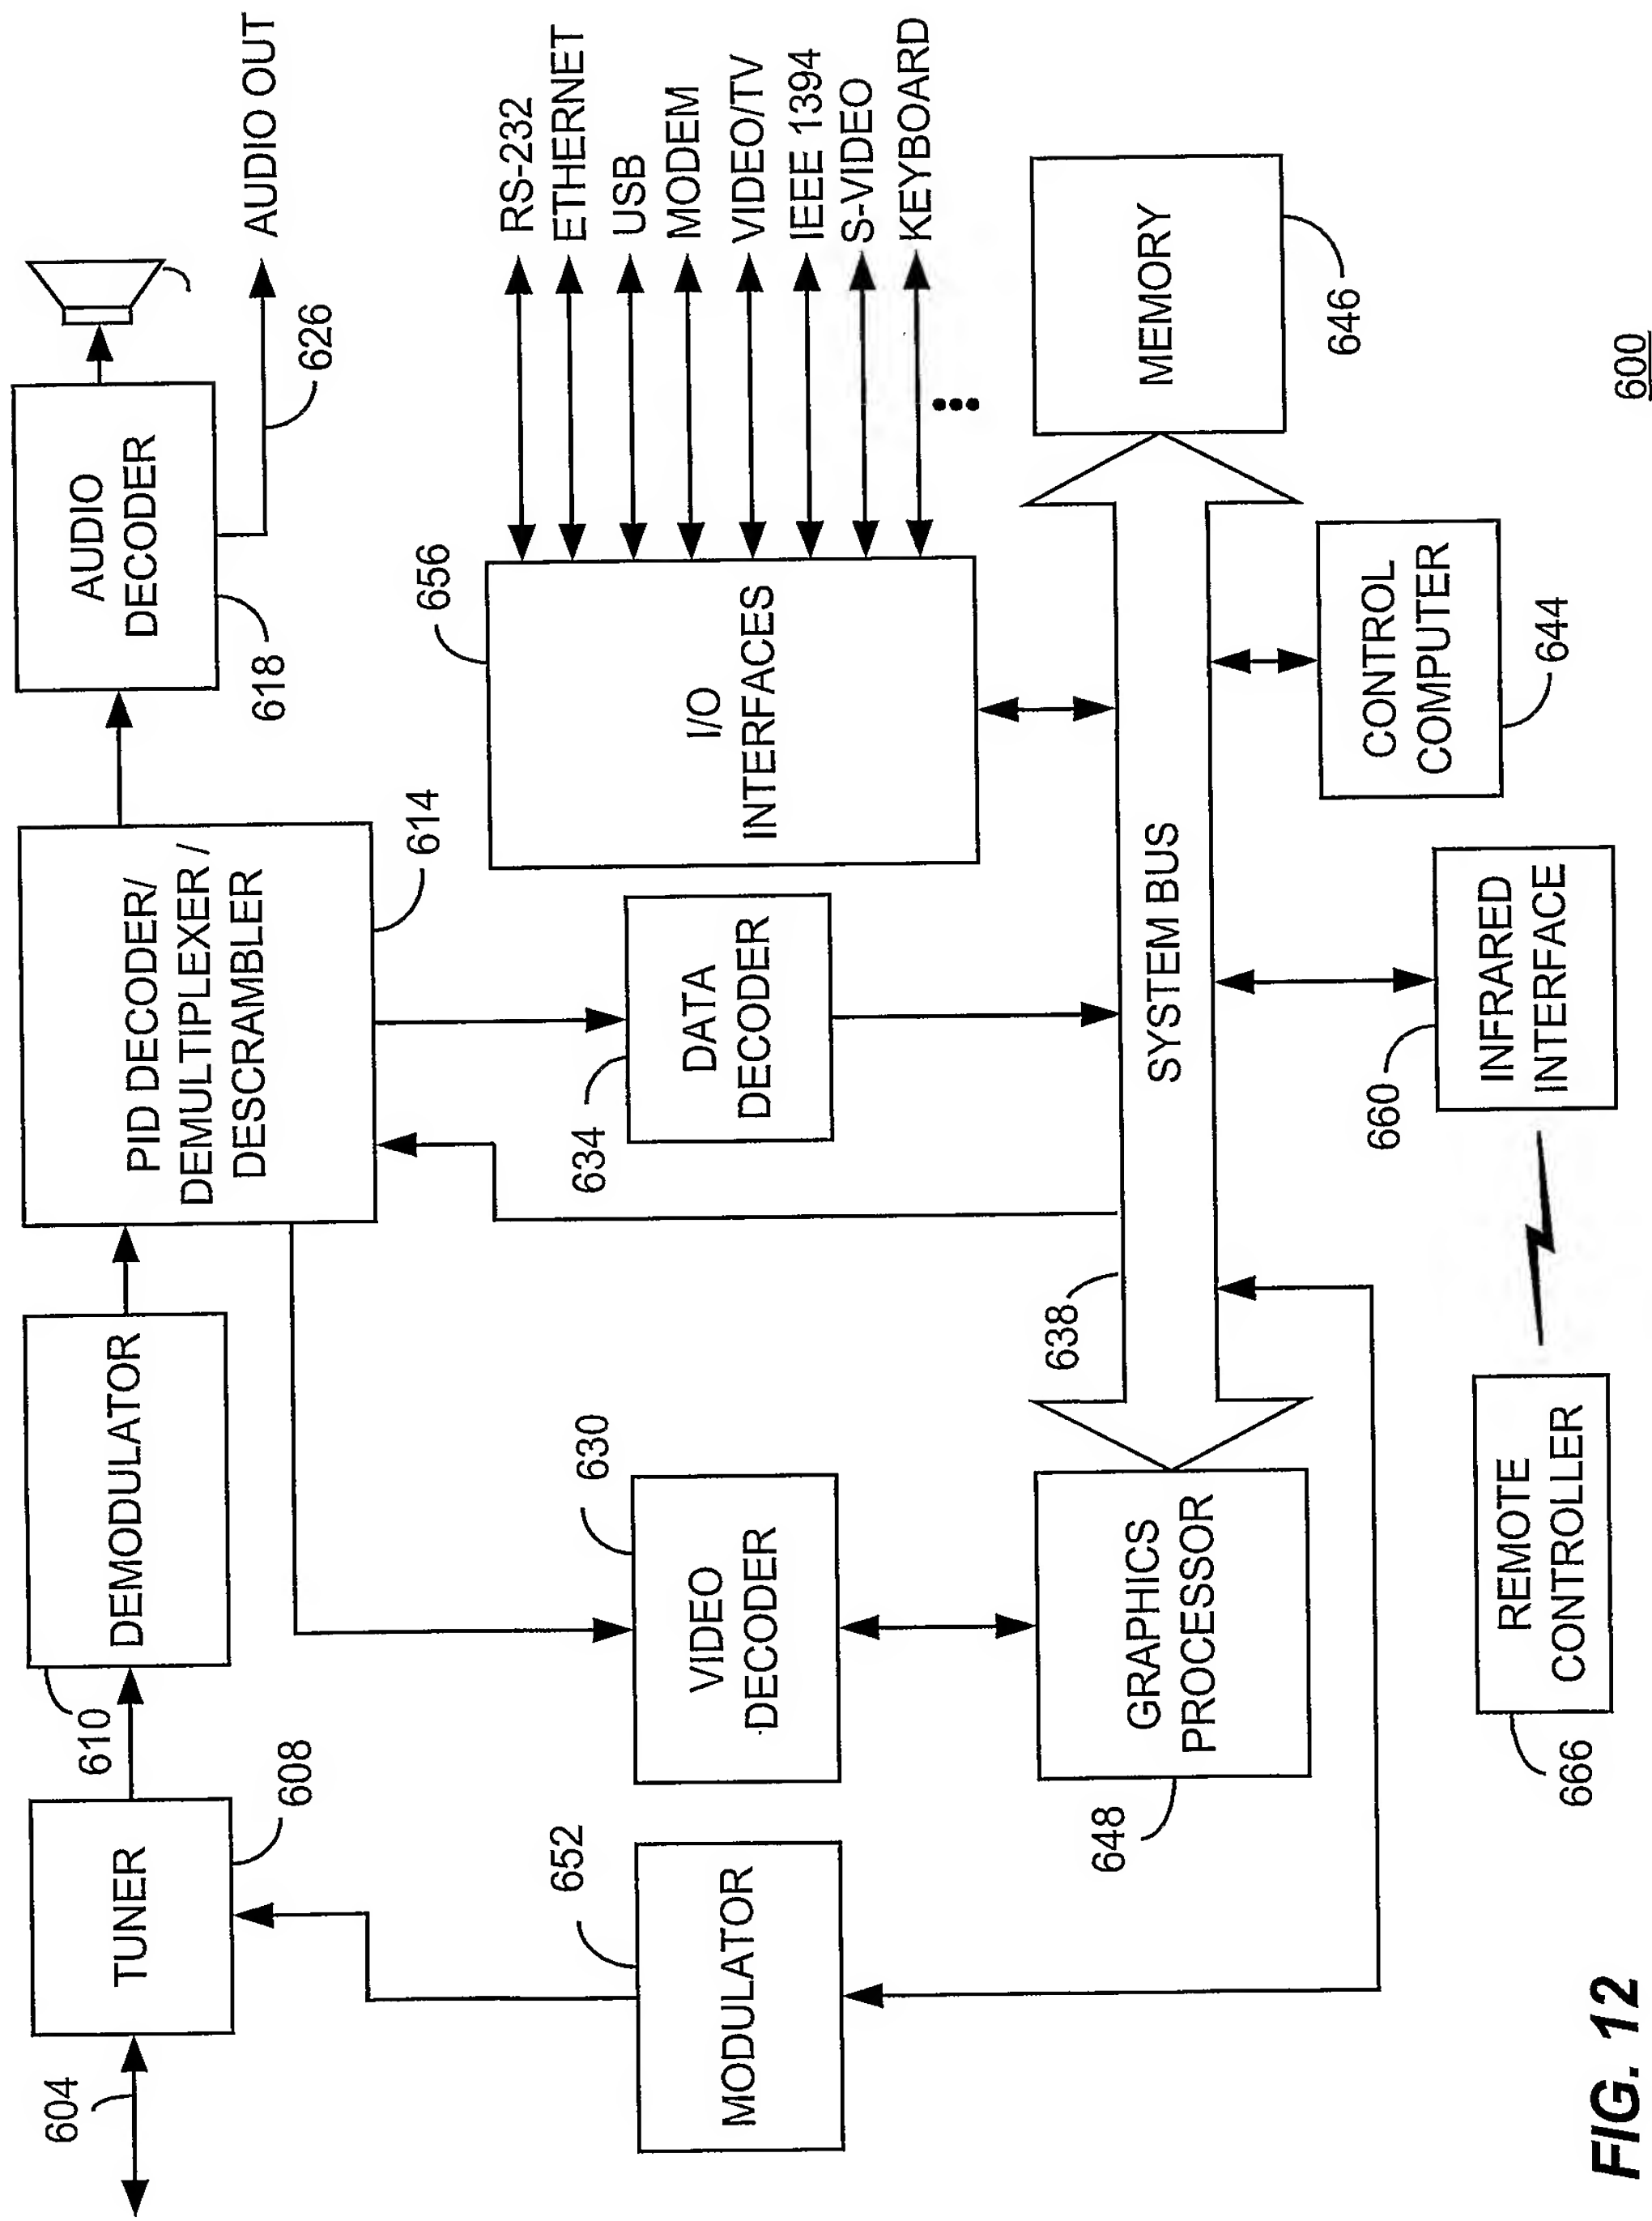 604
TUNER
608
610
DEMODULATOR
PID DECODER/
DEMULTIPLEXER /
DESCRAMBLER
614
AUDIO
DECODER
618
626
AUDIO OUT
652
MODULATOR
630
VIDEO
DECODER
634
DATA
DECODER
656
I/O
INTERFACES
RS-232
ETHERNET
USB
MODEM
VIDEO/TV
IEEE 1394
S-VIDEO
KEYBOARD
648
GRAPHICS
PROCESSOR
638
SYSTEM BUS
MEMORY
646
666
REMOTE
CONTROLLER
660
INFRARED
INTERFACE
CONTROL
COMPUTER
644
FIG. 12
600